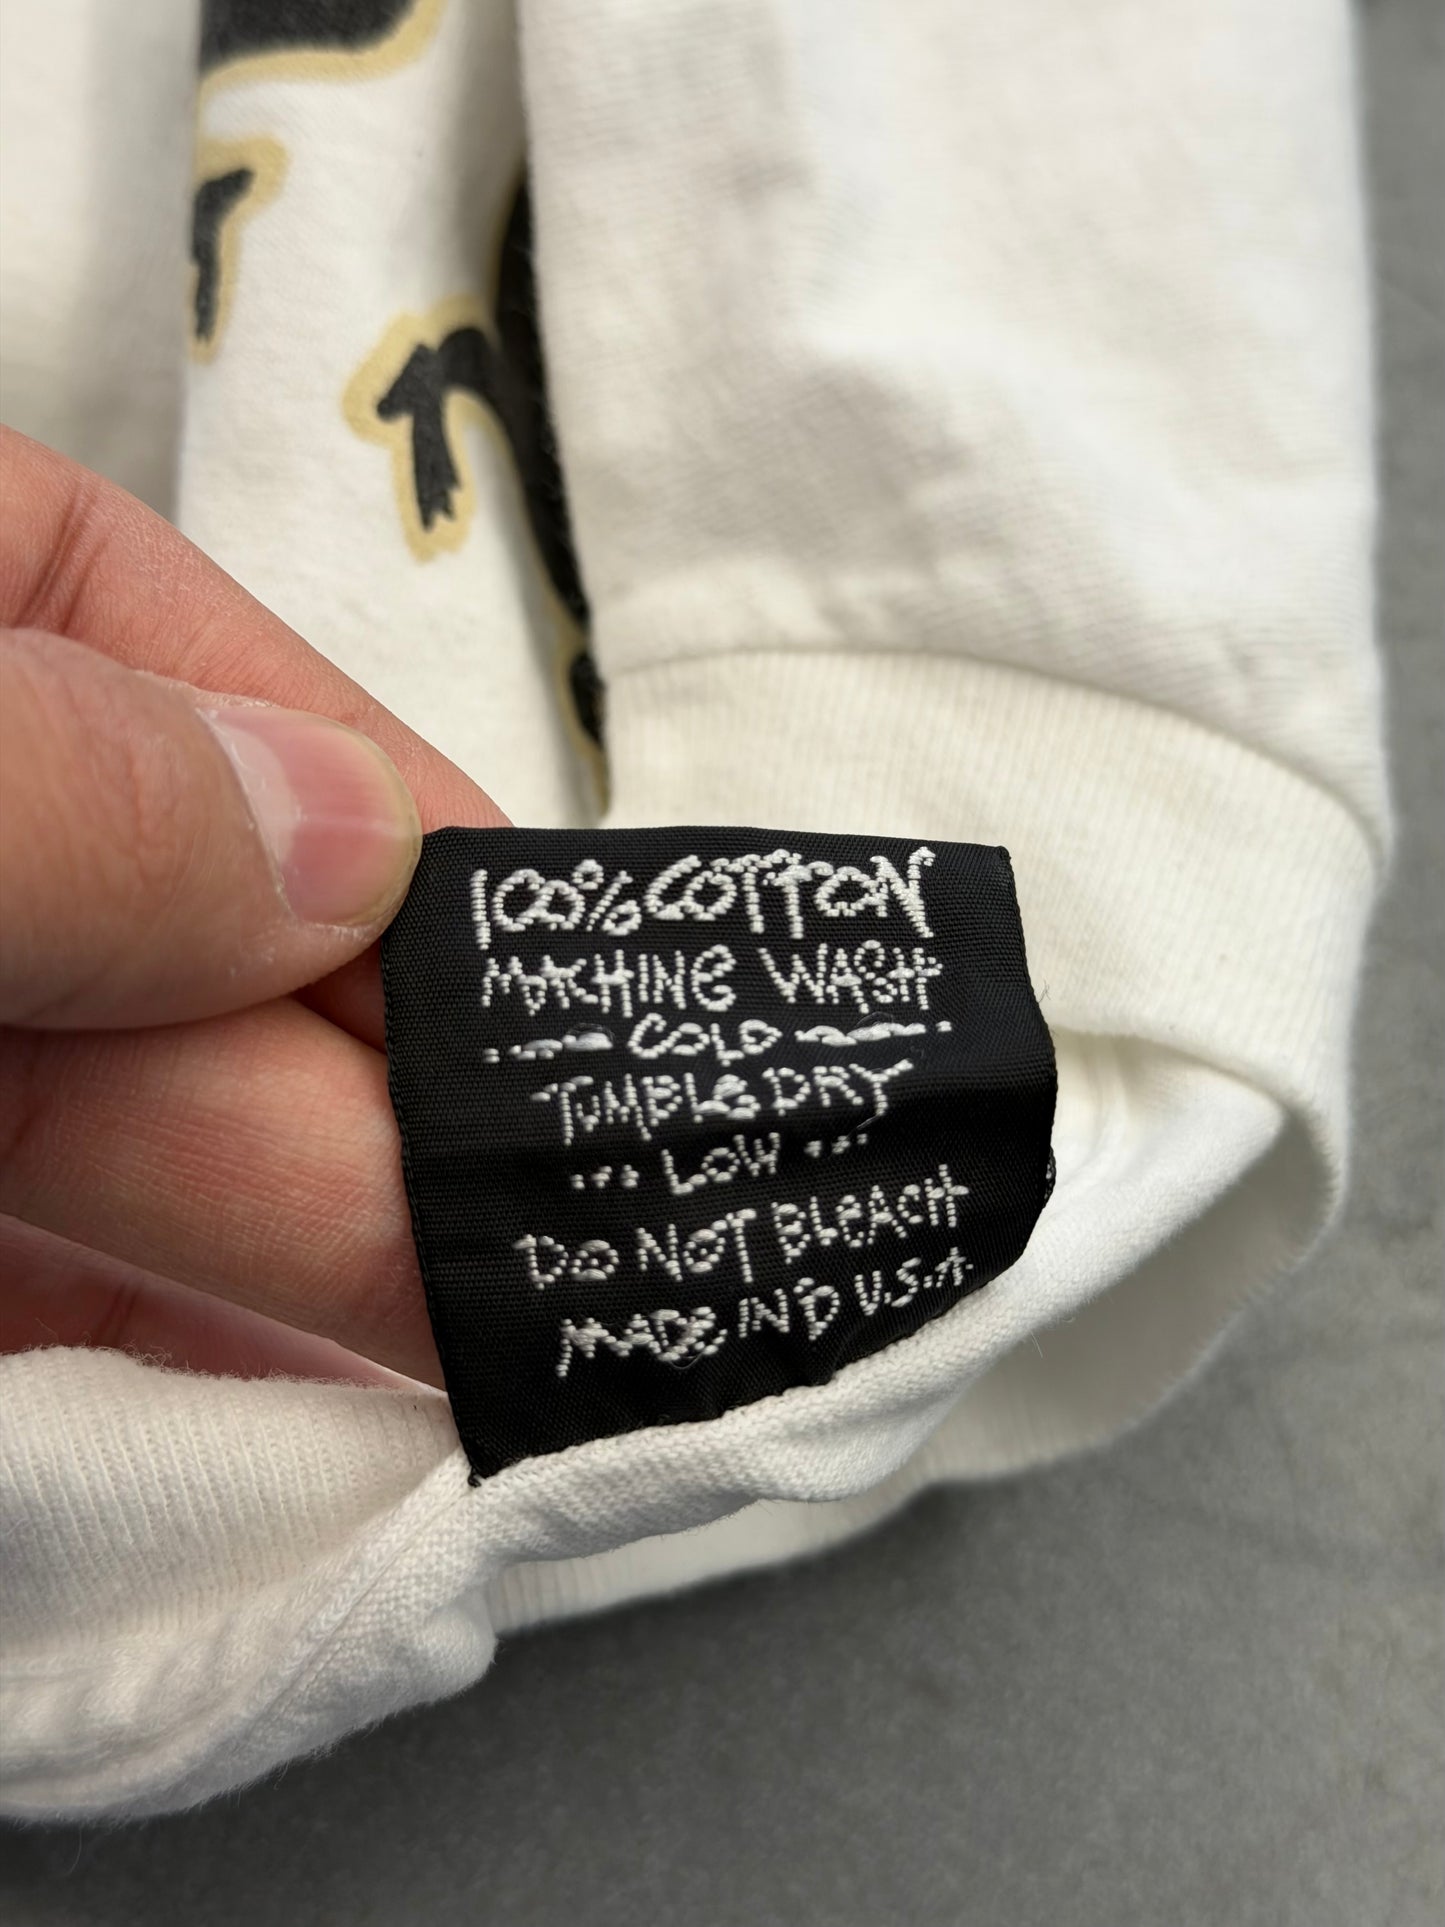 100% COTTON
MACHINE WASH
COLD
TUMBLE DRY
... LOW ...
DO NOT BLEACH
MADE IN D U.S.A.